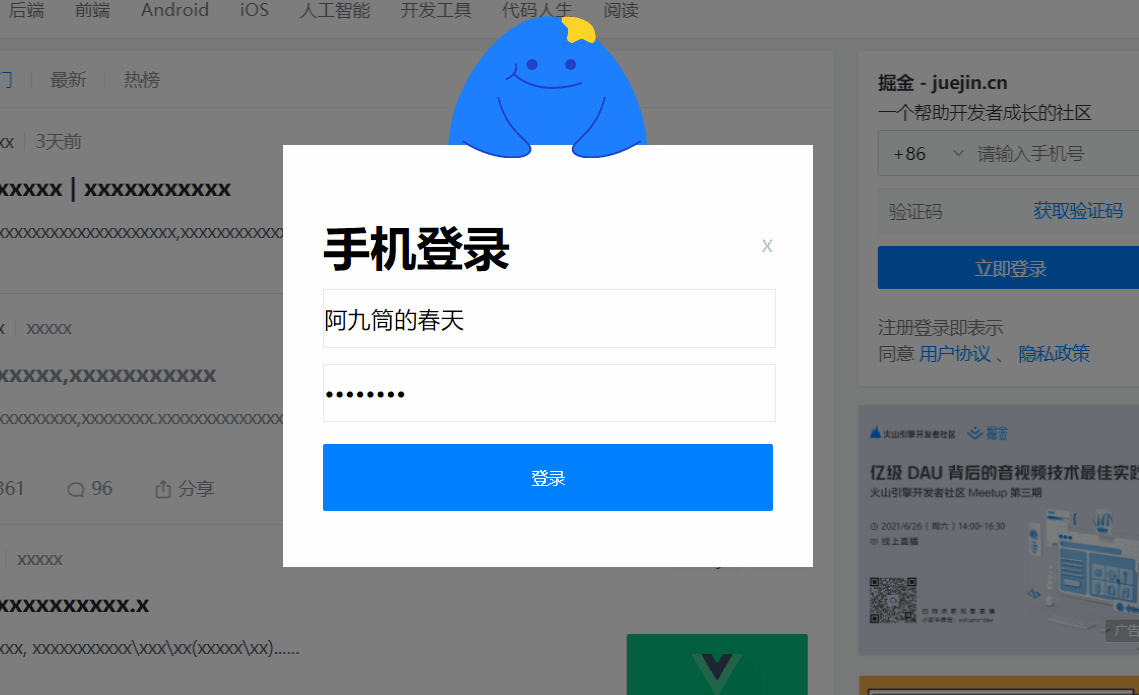 后端 前端 Android iOS 人工智能 开发工具 代码人生 阅读
门 最新 热榜
xx 3天前
xxxxx | xxxxxxxxxxx
手机登录
x
阿九筒的春天
••••••••
登录
x xxxxx
xxxxx,xxxxxxxxxxx
361 96 分享
xxxxx
xxxxxxxxxx.x
xxx, xxxxxxxxxxx\xxx\xx(xxxxx\xx)......
掘金 - juejin.cn
一个帮助开发者成长的社区
+86 请输入手机号
验证码 获取验证码
立即登录
注册登录即表示
同意 用户协议 、 隐私政策
火山引擎开发者社区 掘金
亿级 DAU 背后的音视频技术最佳实践
火山引擎开发者社区 Meetup 第三期
2021/6/26 ( 周六 ) 14:00-16:30
线上直播
广告